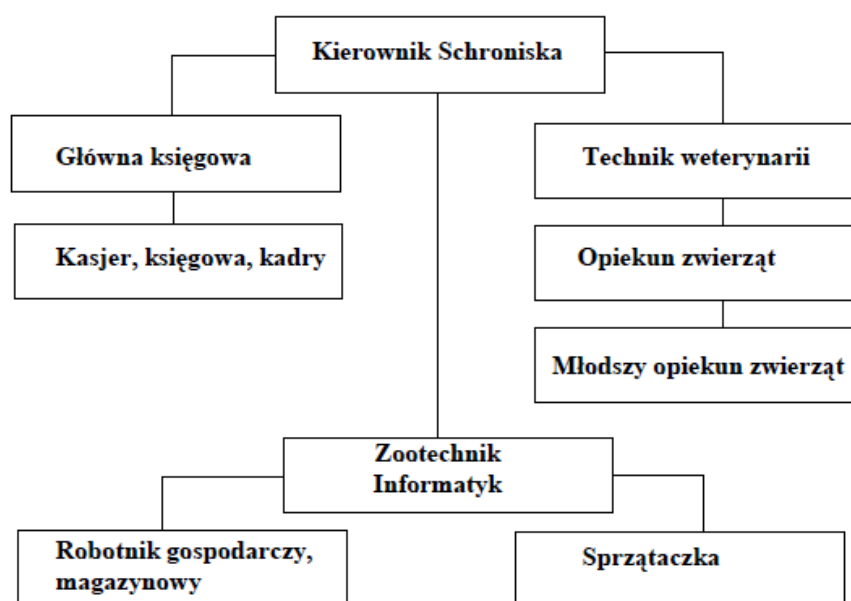 Kierownik Schroniska
Główna księgowa
Technik weterynarii
Kasjer, księgowa, kadry
Opiekun zwierząt
Młodszy opiekun zwierząt
Zootechnik
Informatyk
Robotnik gospodarczy,
magazynowy
Sprzątaczka